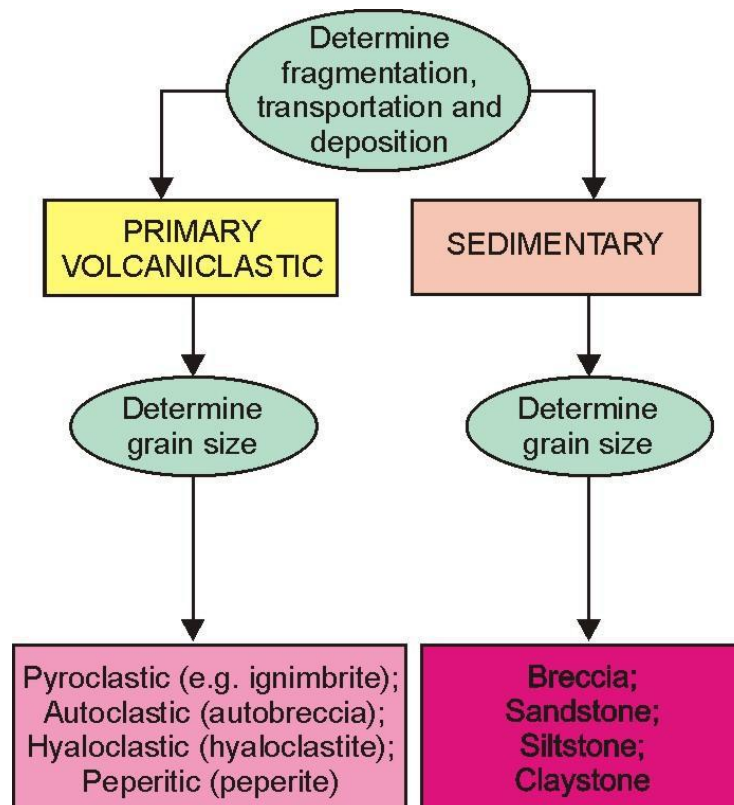 Determine
fragmentation,
transportation and
deposition
PRIMARY
VOLCANICLASTIC
SEDIMENTARY
Determine
grain size
Determine
grain size
Pyroclastic (e.g. ignimbrite);
Autoclastic (autobreccia);
Hyaloclastic (hyaloclastite);
Peperitic (peperite)
Breccia;
Sandstone;
Siltstone;
Claystone